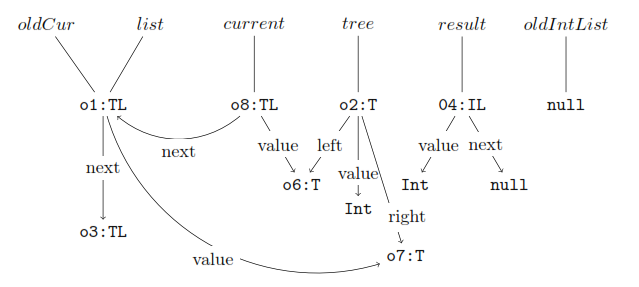 oldCur list current tree result oldIntList
o1:TL o8:TL o2:T O4:IL null
next value left value next
next value
o6:T Int null
Int
right
o3:TL
value o7:T